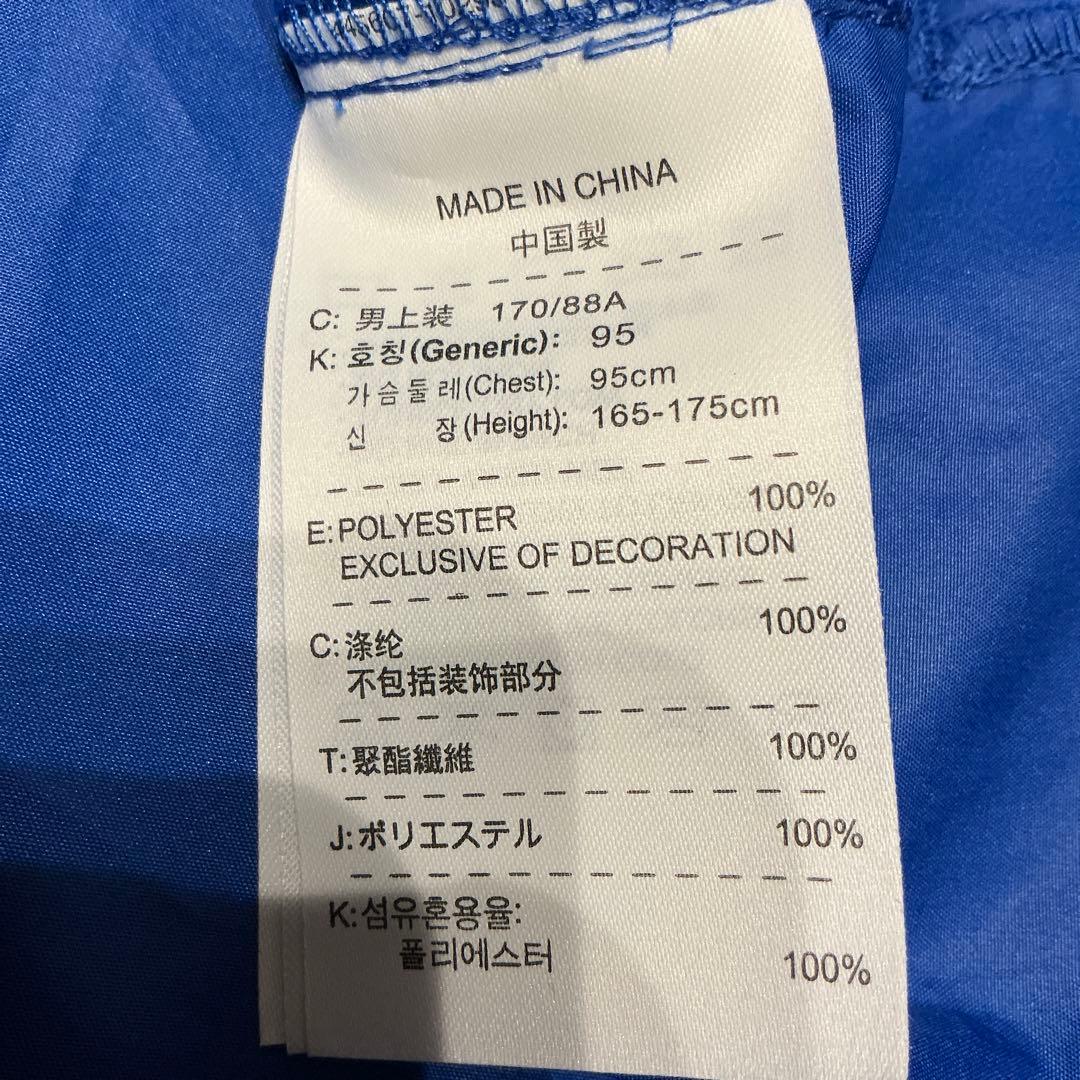 MADE IN CHINA
中国製
C: 男上装 170/88A
K: 호칭(Generic): 95
가슴둘레(Chest): 95cm
신 장(Height): 165-175cm
E: POLYESTER 100%
EXCLUSIVE OF DECORATION
C: 涤纶 100%
不包括装饰部分
T: 聚酯纖維 100%
J: ポリエステル 100%
K: 섬유혼용율:
폴리에스터 100%